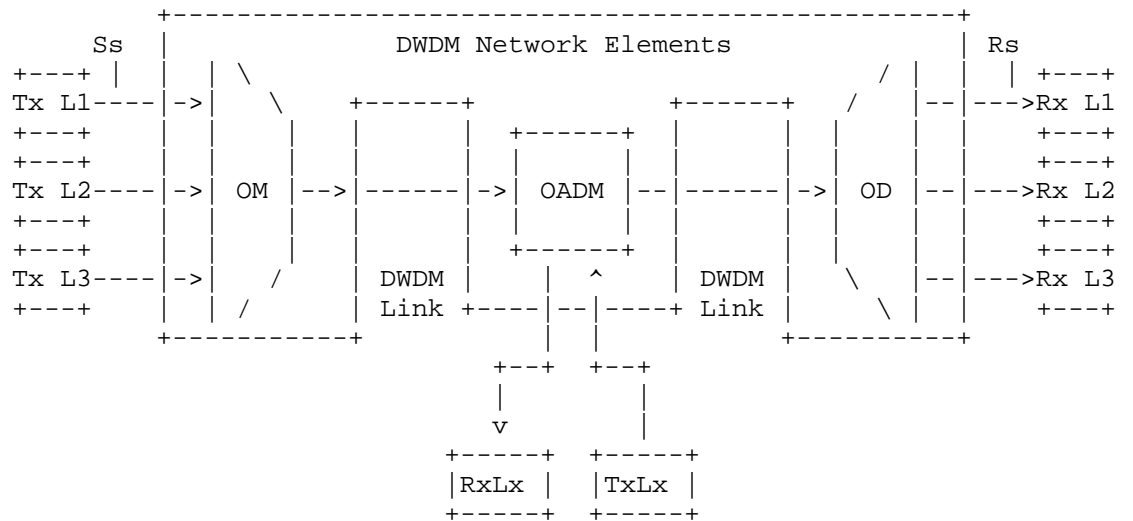 DWDM Network Elements
Ss Rs
Tx L1 Rx L1
Tx L2 OM OADM OD Rx L2
Tx L3 DWDM DWDM Rx L3
Link Link
RxLx TxLx